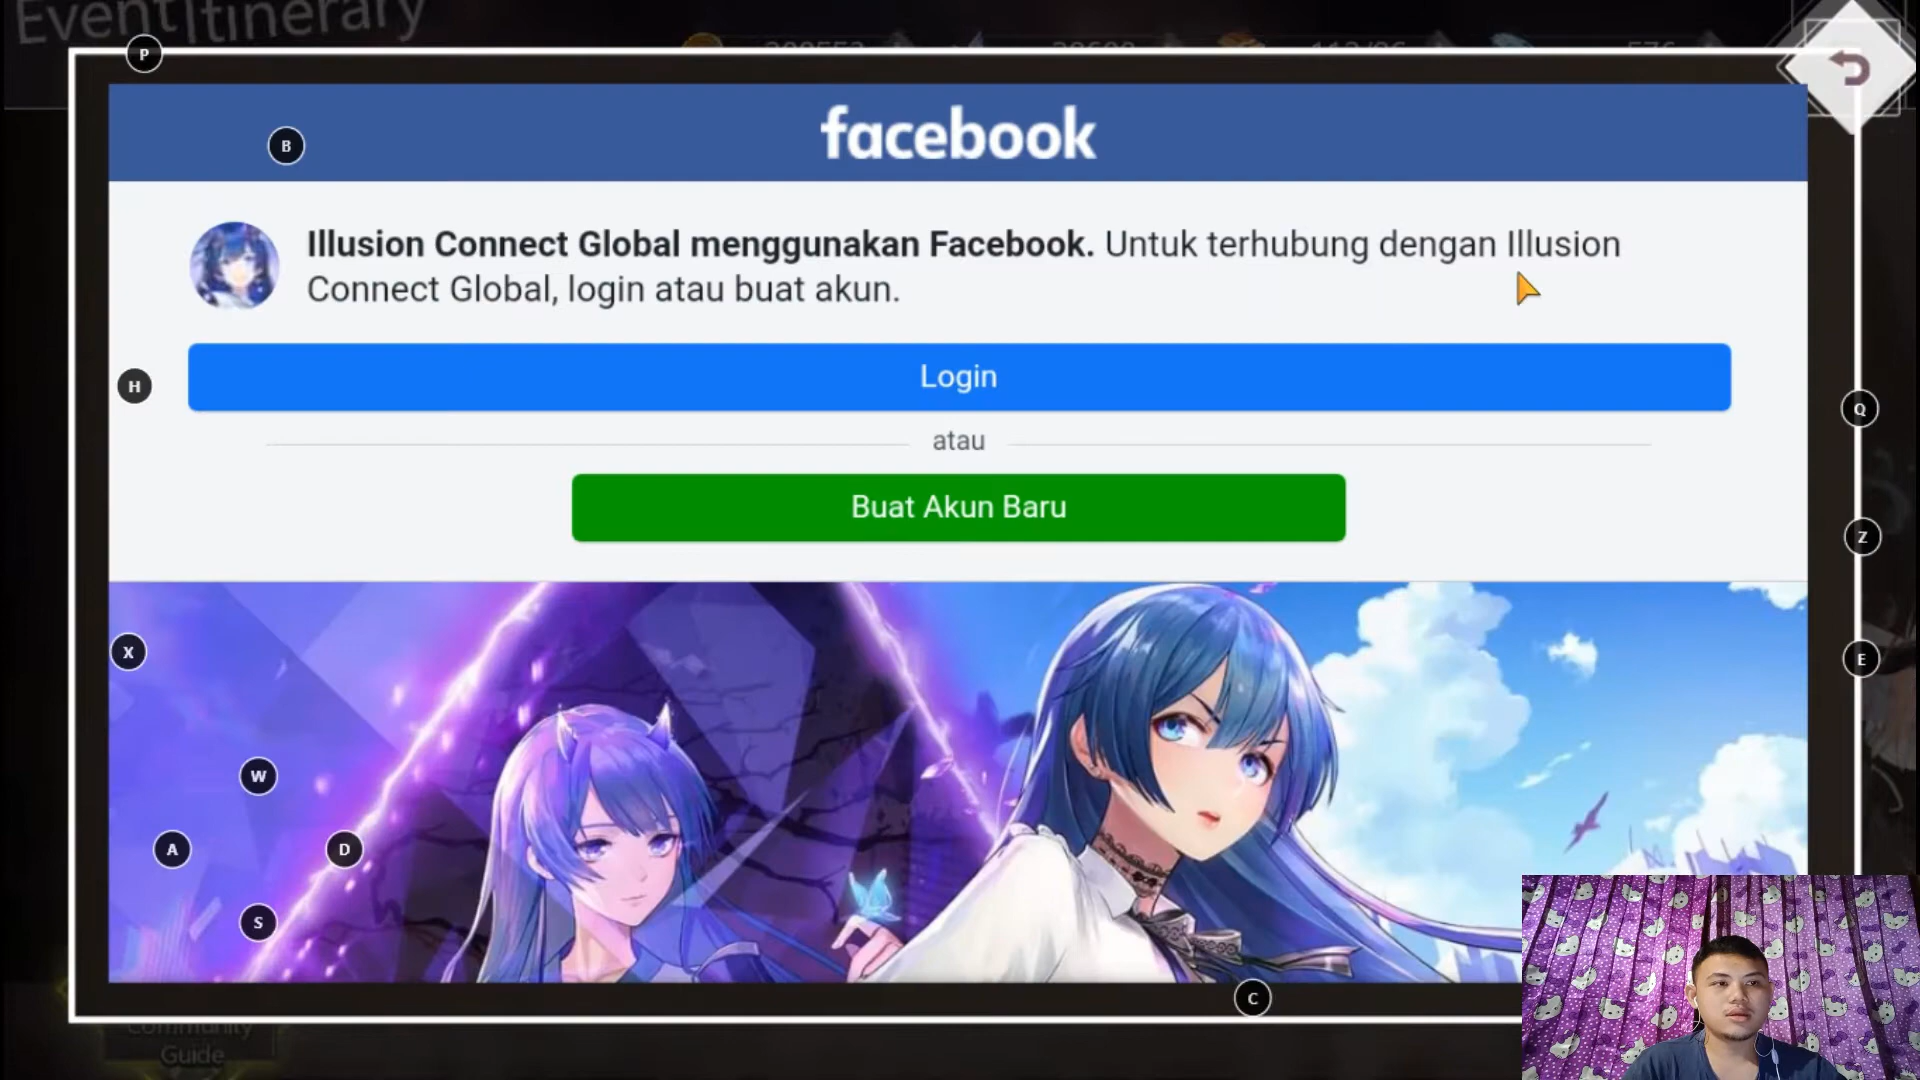 EventItinerary
P
facebook
B
Illusion Connect Global menggunakan Facebook. Untuk terhubung dengan Illusion
Connect Global, login atau buat akun.
Login
H
Q
atau
Buat Akun Baru
Z
X
E
W
A
D
S
C
Community
Guide